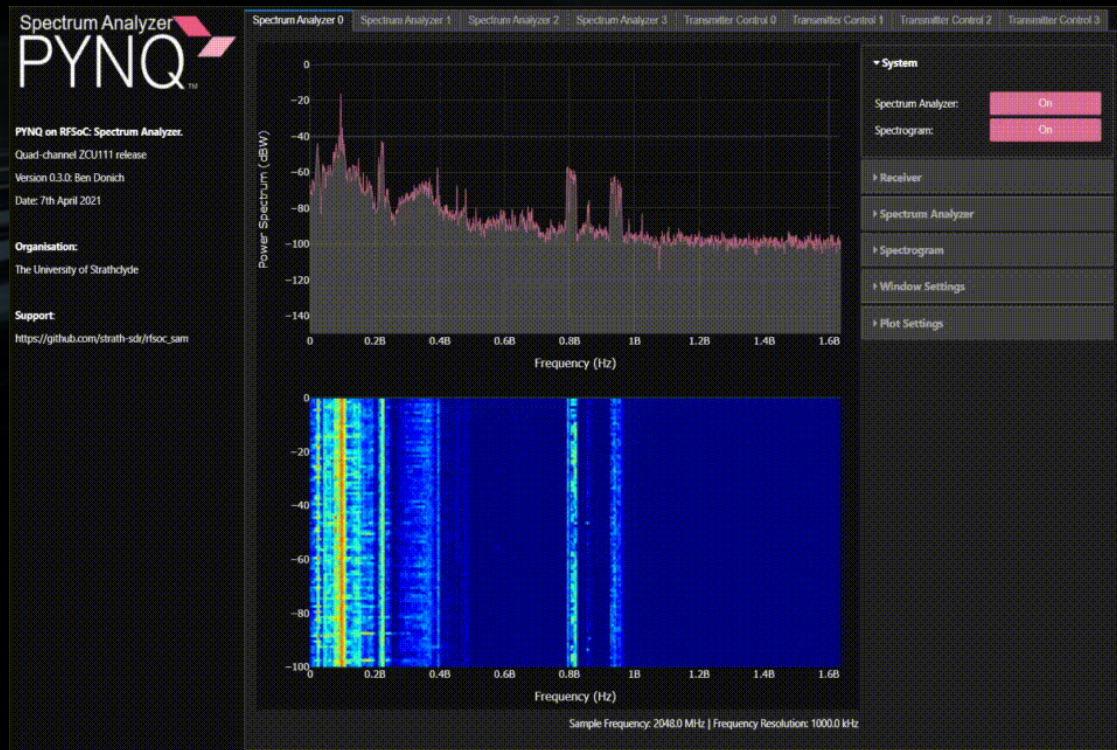 Spectrum Analyzer
PYNQ™
PYNQ on RFSoC: Spectrum Analyzer.
Quad-channel ZCU111 release
Version 0.3.0: Ben Donich
Date: 7th April 2021
Organisation:
The University of Strathclyde
Support:
https://github.com/strath-sdr/rfsoc_sam
Spectrum Analyzer 0
Spectrum Analyzer 1
Spectrum Analyzer 2
Spectrum Analyzer 3
Transmitter Control 0
Transmitter Control 1
Transmitter Control 2
Transmitter Control 3
Power Spectrum (dBW)
0
−20
−40
−60
−80
−100
−120
−140
0 0.2B 0.4B 0.6B 0.8B 1B 1.2B 1.4B 1.6B
Frequency (Hz)
0
−20
−40
−60
−80
−100
0 0.2B 0.4B 0.6B 0.8B 1B 1.2B 1.4B 1.6B
Frequency (Hz)
Sample Frequency: 2048.0 MHz | Frequency Resolution: 1000.0 kHz
System
Spectrum Analyzer: On
Spectrogram: On
Receiver
Spectrum Analyzer
Spectrogram
Window Settings
Plot Settings